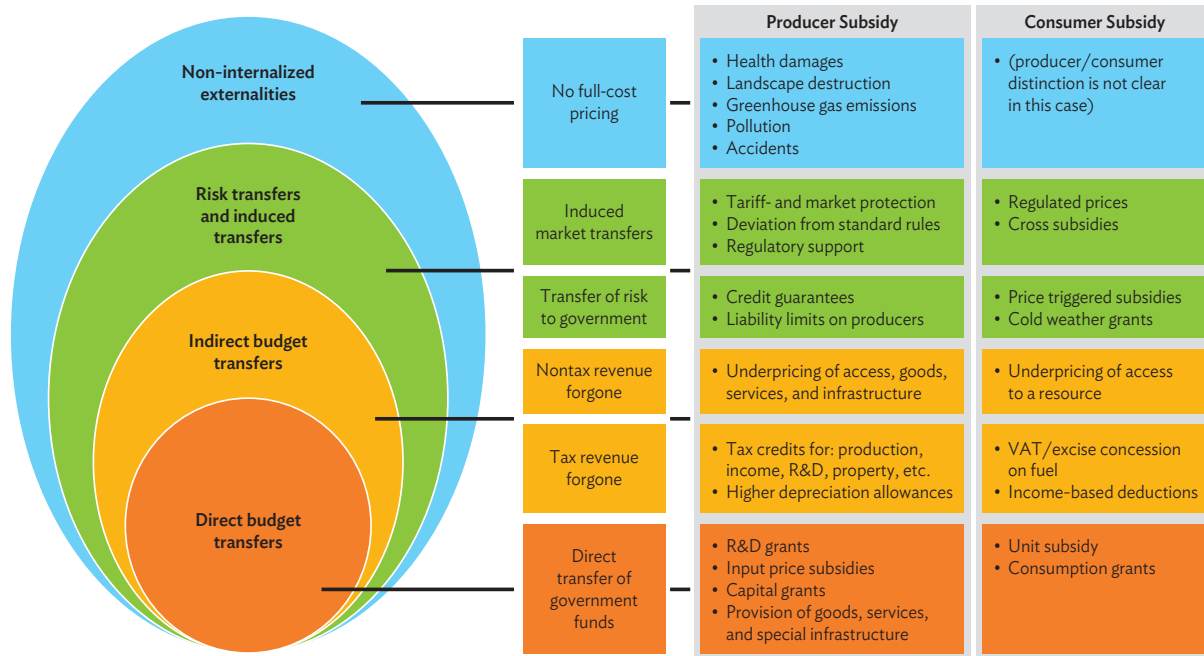 Producer Subsidy
Consumer Subsidy
Non-internalized
externalities
No full-cost
pricing
• Health damages
• Landscape destruction
• Greenhouse gas emissions
• Pollution
• Accidents
• (producer/consumer
distinction is not clear
in this case)
Risk transfers
and induced
transfers
Induced
market transfers
• Tariff- and market protection
• Deviation from standard rules
• Regulatory support
• Regulated prices
• Cross subsidies
Transfer of risk
to government
• Credit guarantees
• Liability limits on producers
• Price triggered subsidies
• Cold weather grants
Indirect budget
transfers
Nontax revenue
forgone
• Underpricing of access, goods,
services, and infrastructure
• Underpricing of access
to a resource
Tax revenue
forgone
• Tax credits for: production,
income, R&D, property, etc.
• Higher depreciation allowances
• VAT/excise concession
on fuel
• Income-based deductions
Direct budget
transfers
Direct
transfer of
government
funds
• R&D grants
• Input price subsidies
• Capital grants
• Provision of goods, services,
and special infrastructure
• Unit subsidy
• Consumption grants